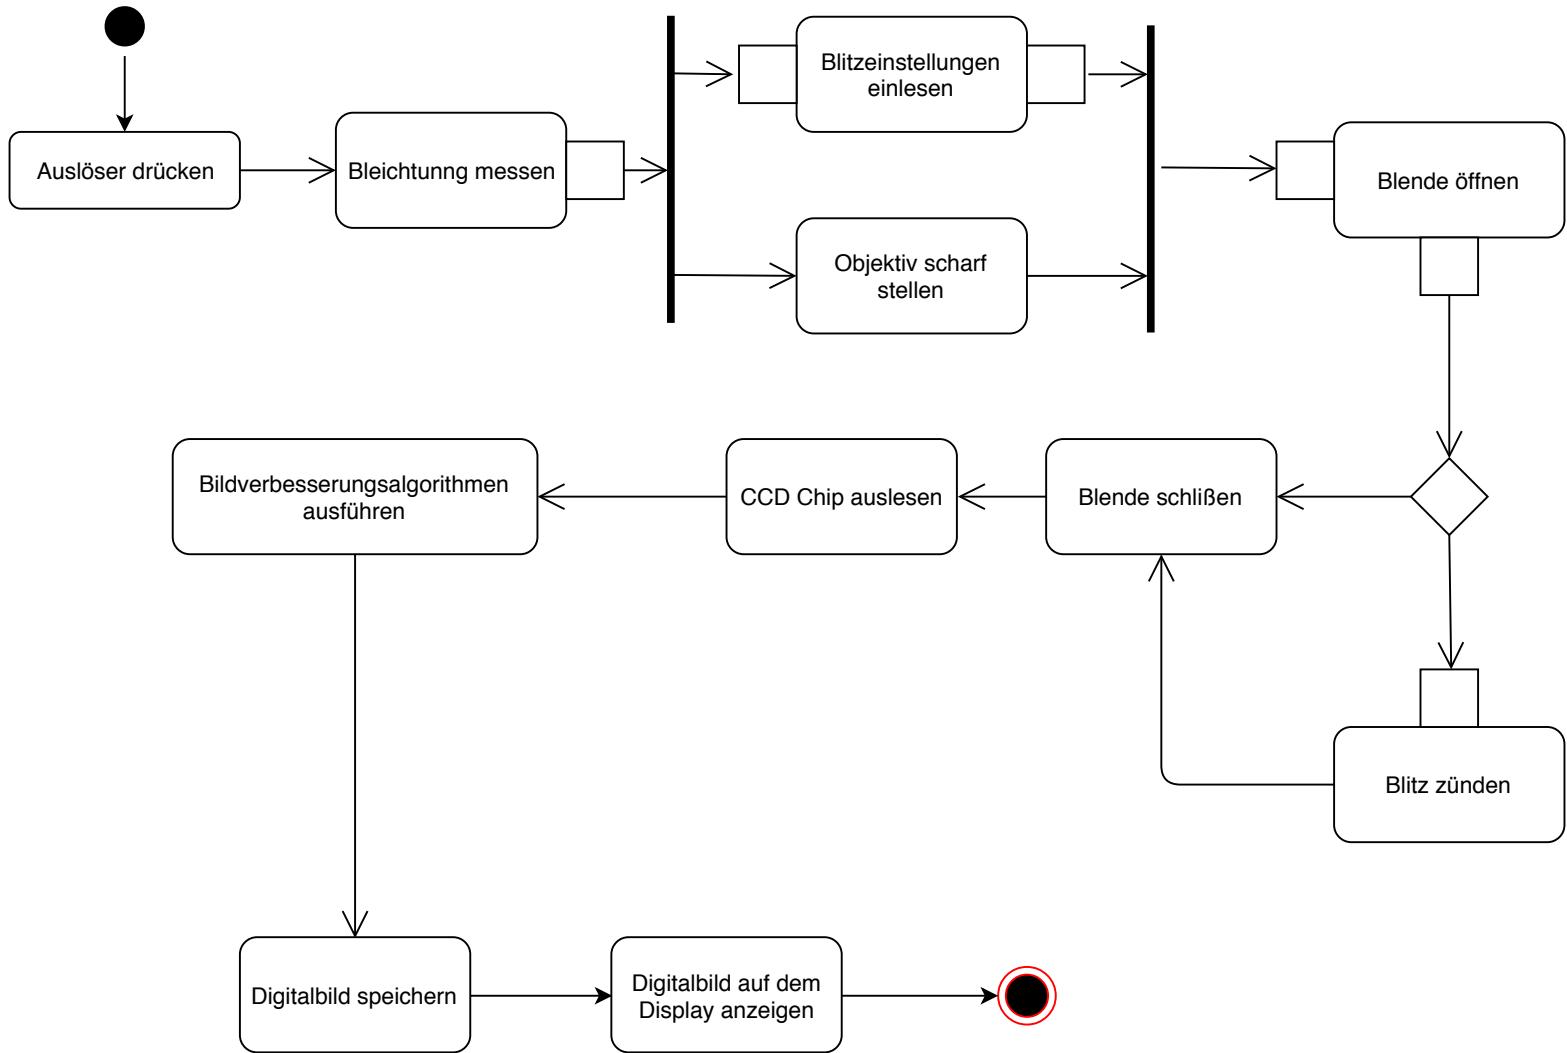 Auslöser drücken
Bleichtunng messen
Blitzeinstellungen
einlesen
Objektiv scharf
stellen
Blende öffnen
Bildverbesserungsalgorithmen
ausführen
CCD Chip auslesen
Blende schlißen
Blitz zünden
Digitalbild speichern
Digitalbild auf dem
Display anzeigen